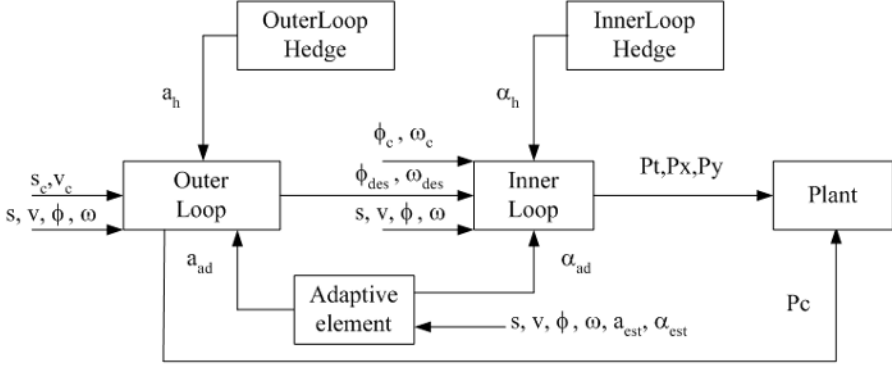 OuterLoop
Hedge
InnerLoop
Hedge
a_h
α_h
ϕ_c , ω_c
s_c,v_c
s, v, ϕ , ω
Outer
Loop
ϕ_des , ω_des
s, v, ϕ , ω
Inner
Loop
Pt,Px,Py
Plant
a_ad
α_ad
Adaptive
element
s, v, ϕ , ω, a_est, α_est
Pc